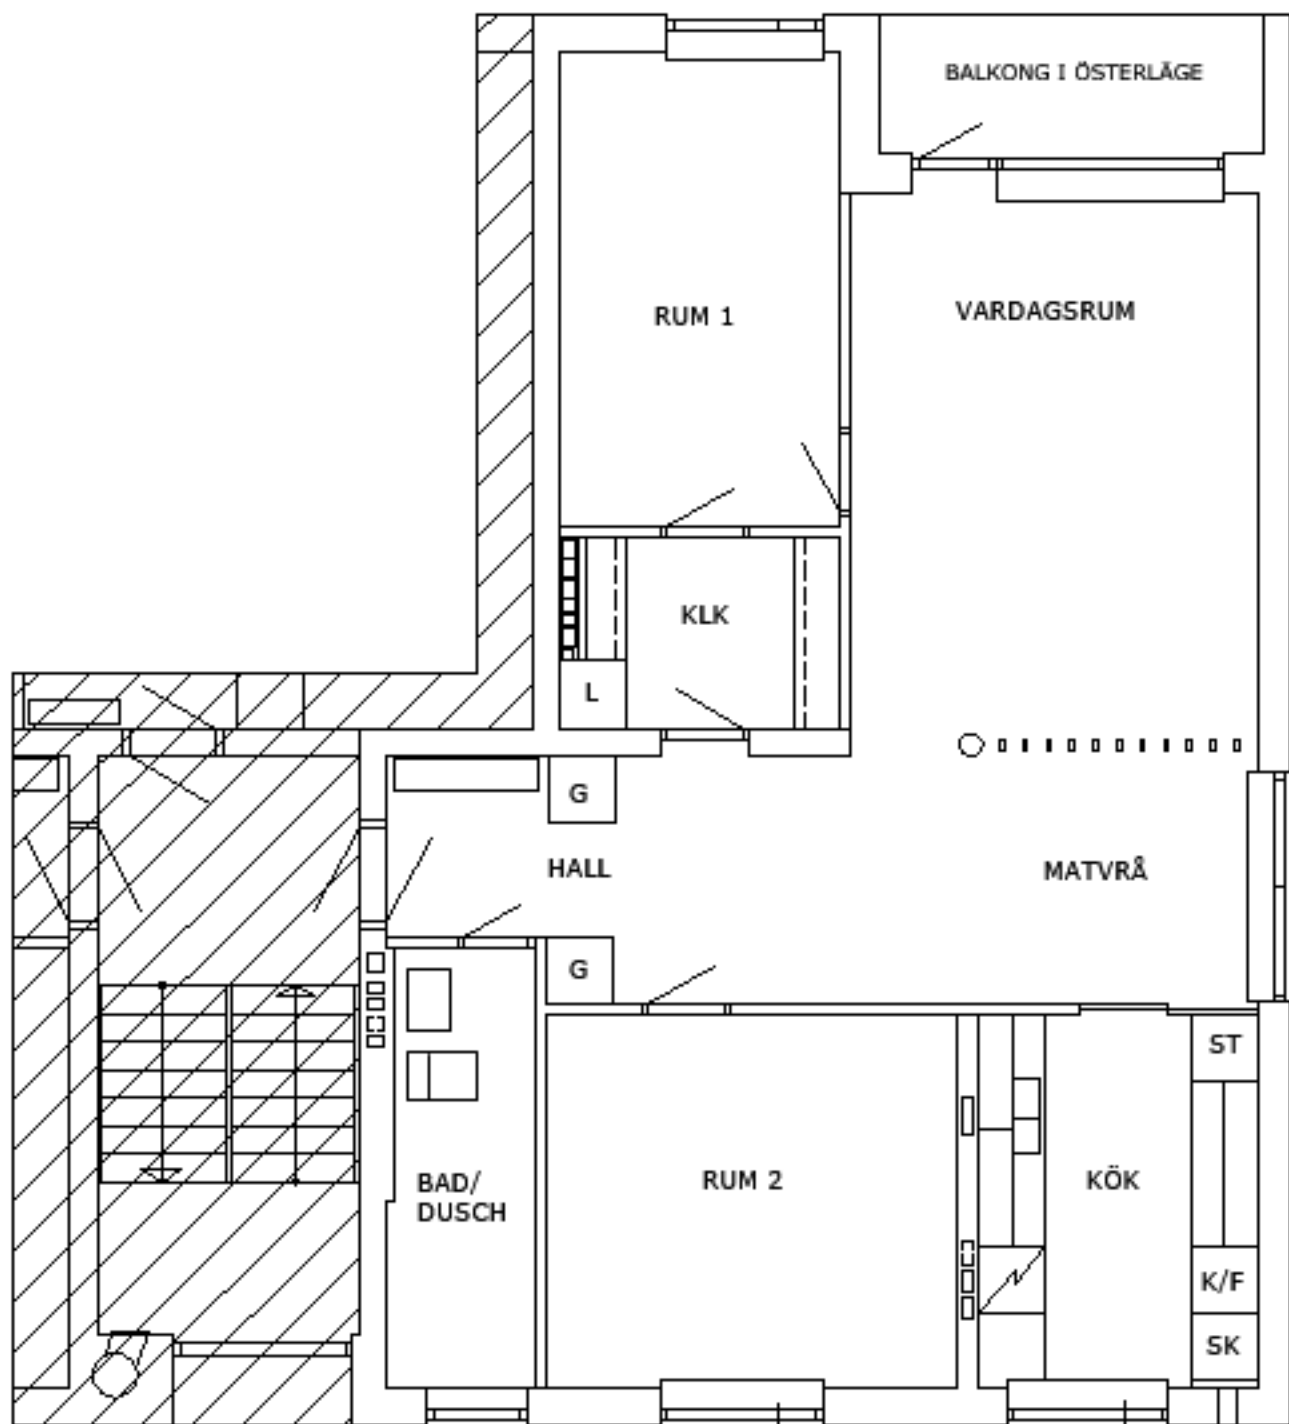 BALKONG I ÖSTERLÄGE
RUM 1
VARDAGSRUM
KLK
L
G
HALL
MATVRÅ
G
ST
BAD/
DUSCH
RUM 2
KÖK
K/F
SK